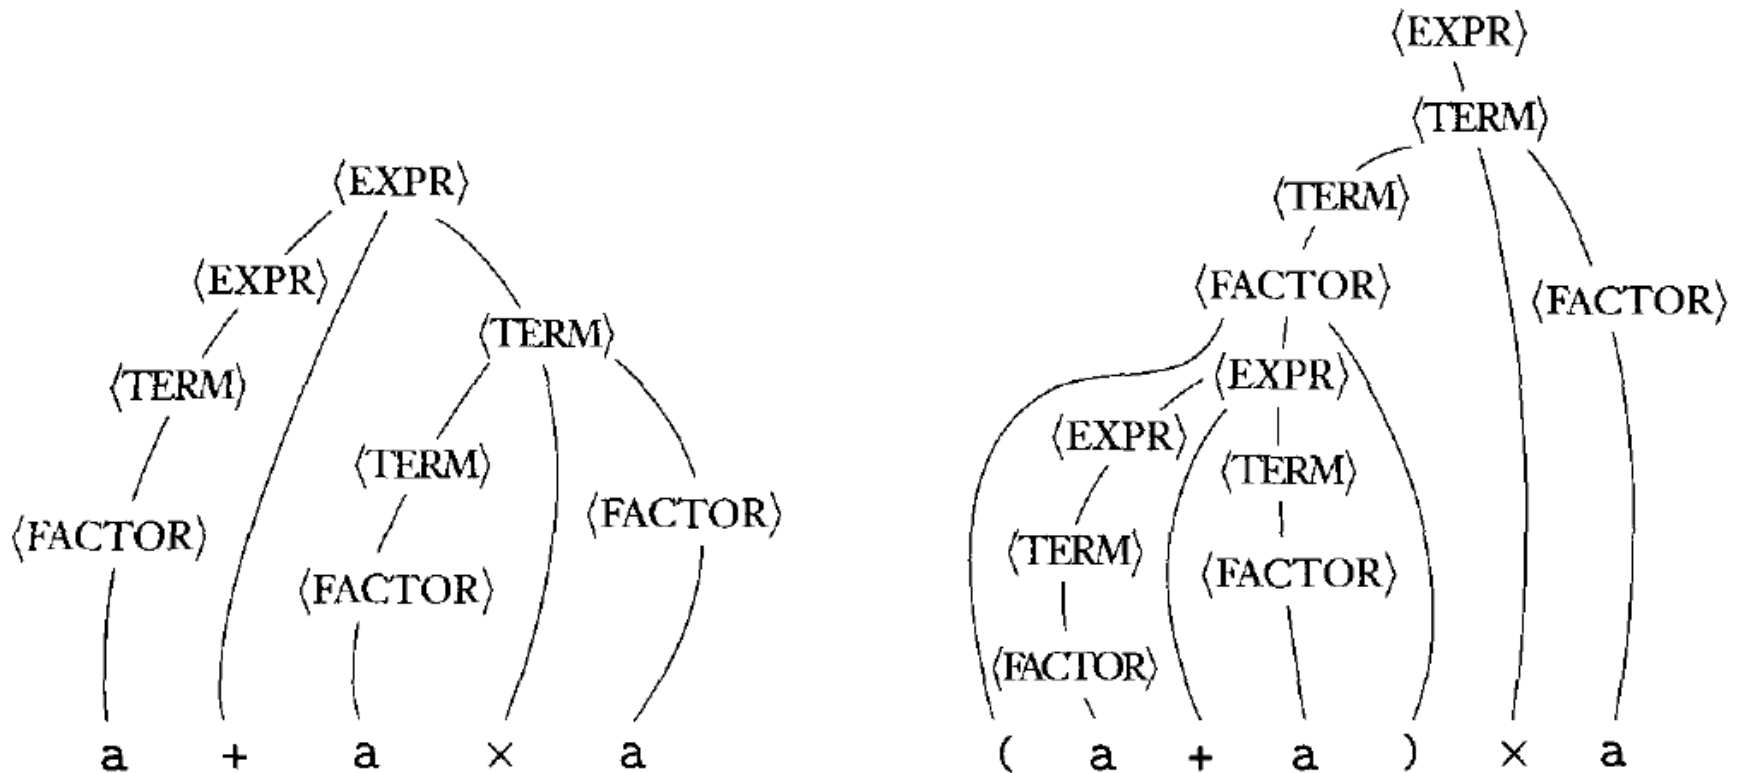 ⟨EXPR⟩
⟨EXPR⟩
⟨TERM⟩
⟨TERM⟩
⟨TERM⟩
⟨FACTOR⟩
⟨FACTOR⟩
⟨FACTOR⟩
a + a × a
⟨EXPR⟩
⟨TERM⟩
⟨TERM⟩
⟨FACTOR⟩ ⟨FACTOR⟩
⟨EXPR⟩
⟨EXPR⟩
⟨TERM⟩
⟨TERM⟩
⟨FACTOR⟩
⟨FACTOR⟩
( a + a ) × a